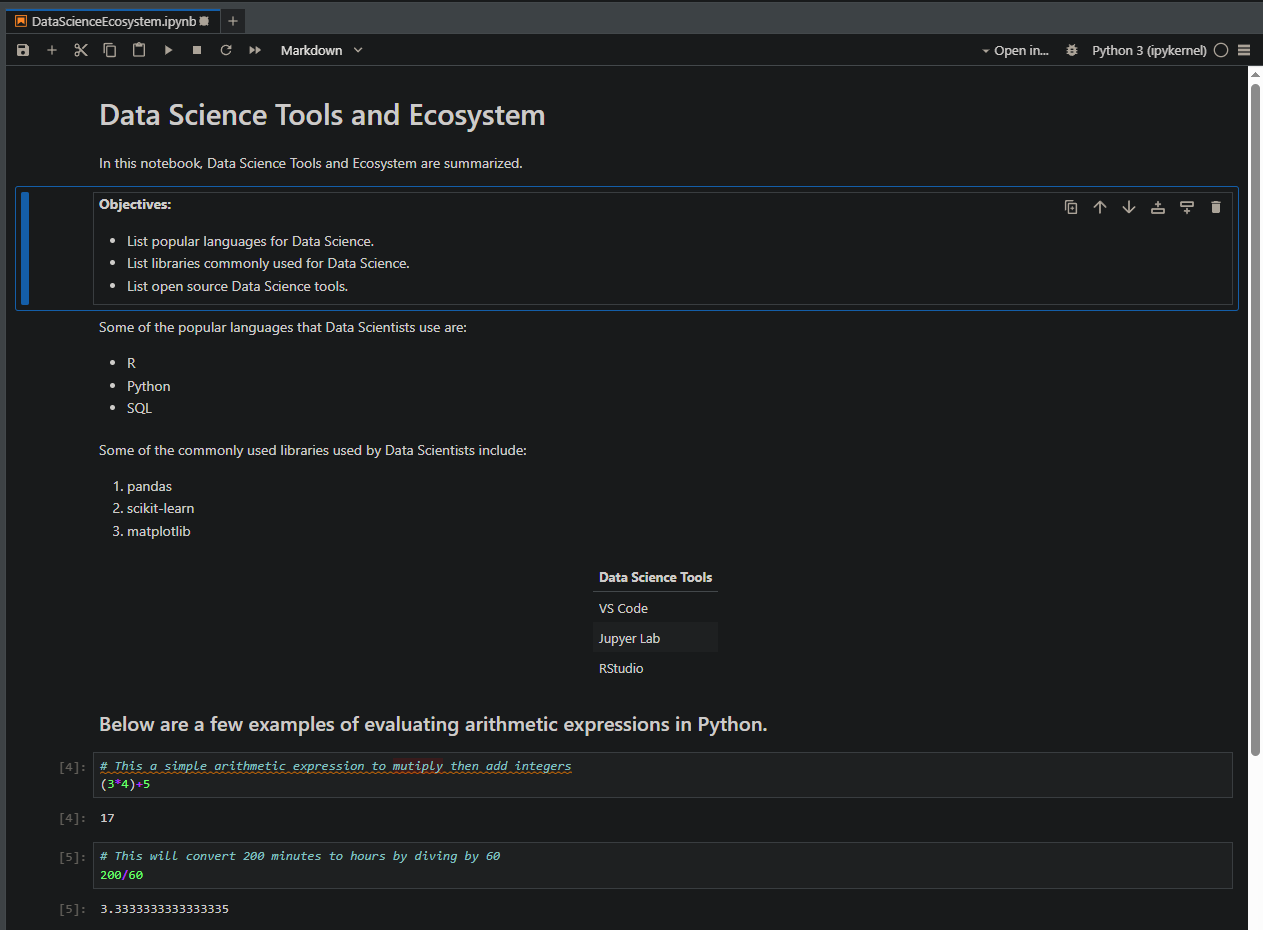 DataScienceEcosystem.ipynb
Markdown
Open in...
Python 3 (ipykernel)
Data Science Tools and Ecosystem
In this notebook, Data Science Tools and Ecosystem are summarized.
Objectives:
• List popular languages for Data Science.
• List libraries commonly used for Data Science.
• List open source Data Science tools.
Some of the popular languages that Data Scientists use are:
• R
• Python
• SQL
Some of the commonly used libraries used by Data Scientists include:
1. pandas
2. scikit-learn
3. matplotlib
Data Science Tools
VS Code
Jupyer Lab
RStudio
Below are a few examples of evaluating arithmetic expressions in Python.
[4]: # This a simple arithmetic expression to mutiply then add integers
(3*4)+5
[4]: 17
[5]: # This will convert 200 minutes to hours by diving by 60
200/60
[5]: 3.3333333333333335